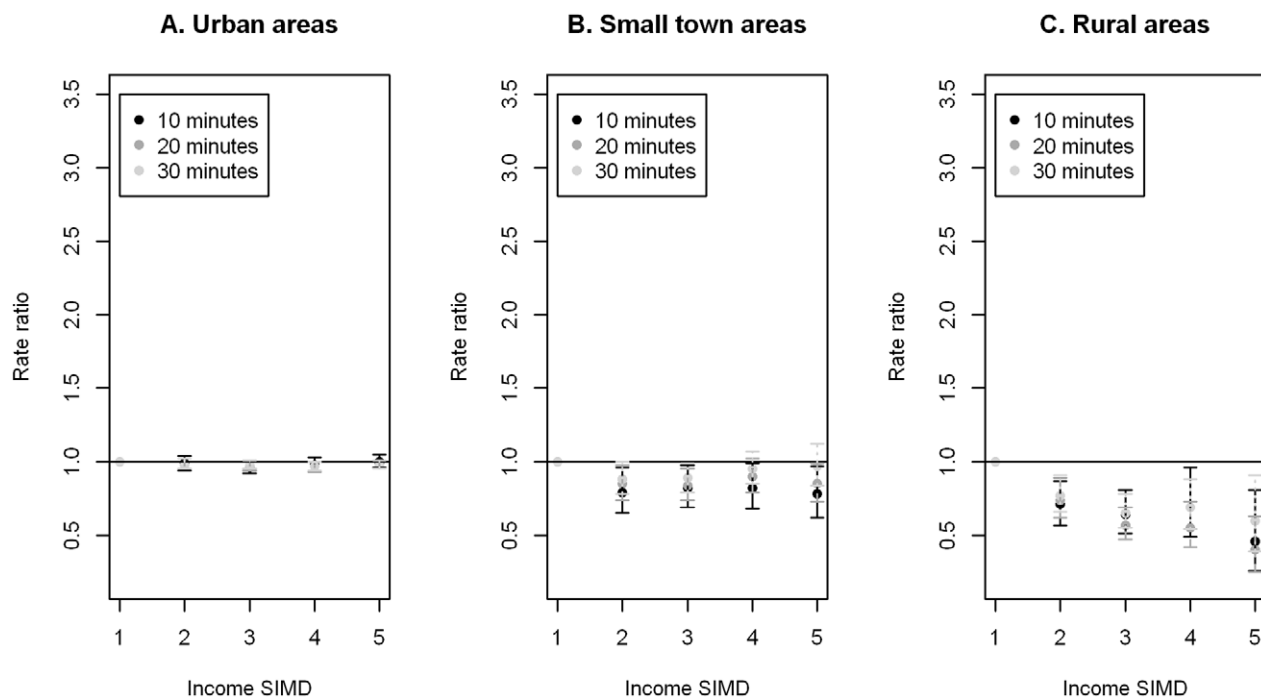 A. Urban areas
3.5
3.0
2.5
2.0
1.5
1.0
0.5
Rate ratio
10 minutes
20 minutes
30 minutes
1 2 3 4 5
Income SIMD
B. Small town areas
3.5
3.0
2.5
2.0
1.5
1.0
0.5
Rate ratio
10 minutes
20 minutes
30 minutes
1 2 3 4 5
Income SIMD
C. Rural areas
3.5
3.0
2.5
2.0
1.5
1.0
0.5
Rate ratio
10 minutes
20 minutes
30 minutes
1 2 3 4 5
Income SIMD